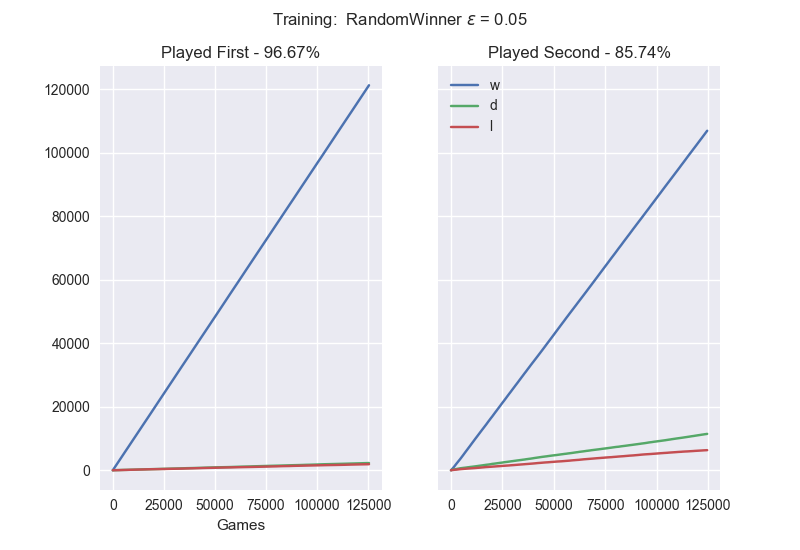 Training:  RandomWinner ε = 0.05
Played First - 96.67%
Played Second - 85.74%
120000
100000
80000
60000
40000
20000
0
w
d
l
0 25000 50000 75000 100000 125000
0 25000 50000 75000 100000 125000
Games